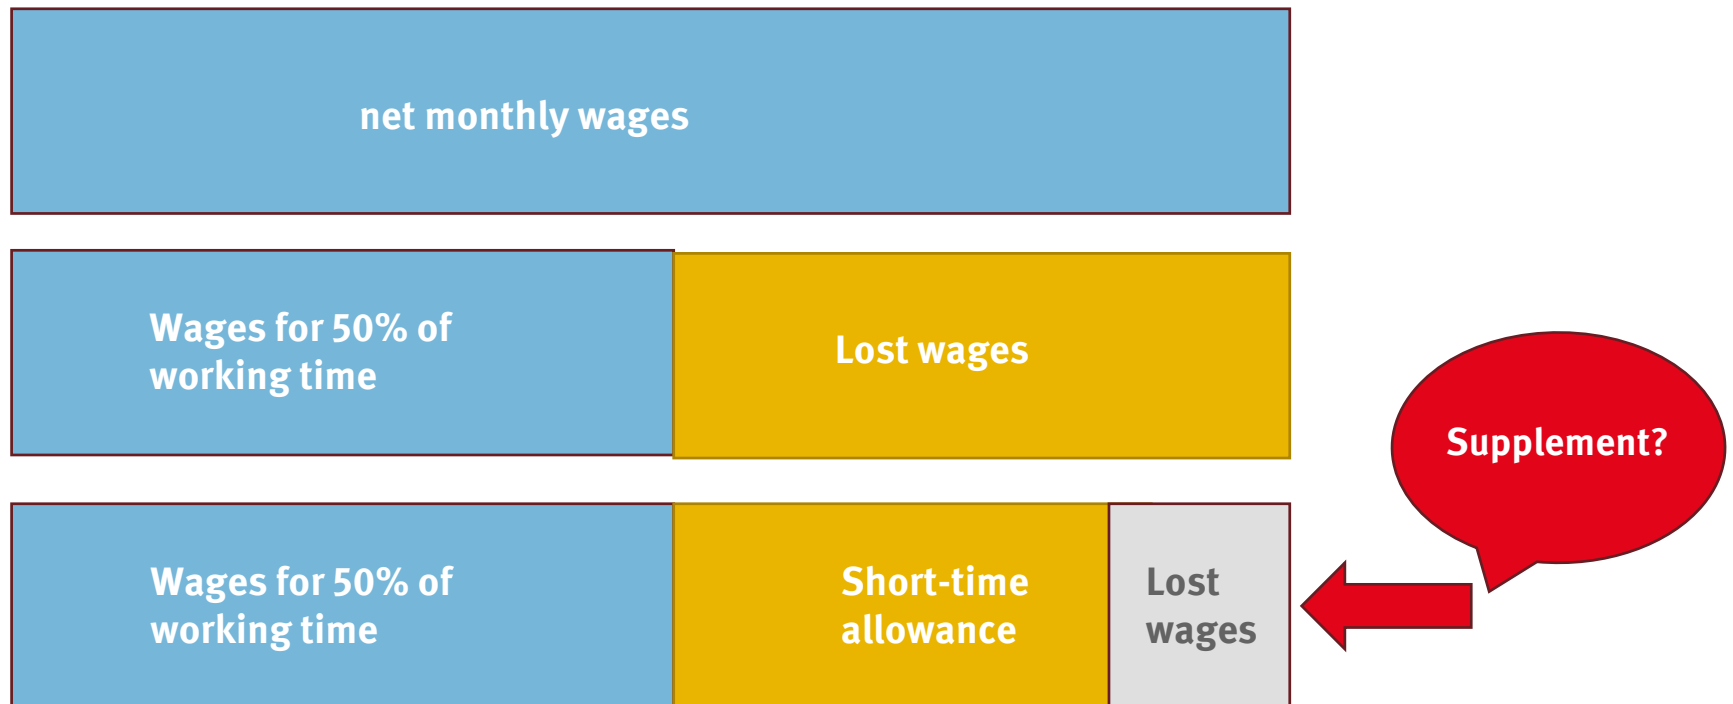 net monthly wages
Wages for 50% of
working time
Lost wages
Supplement?
Wages for 50% of
working time
Short-time
allowance
Lost
wages